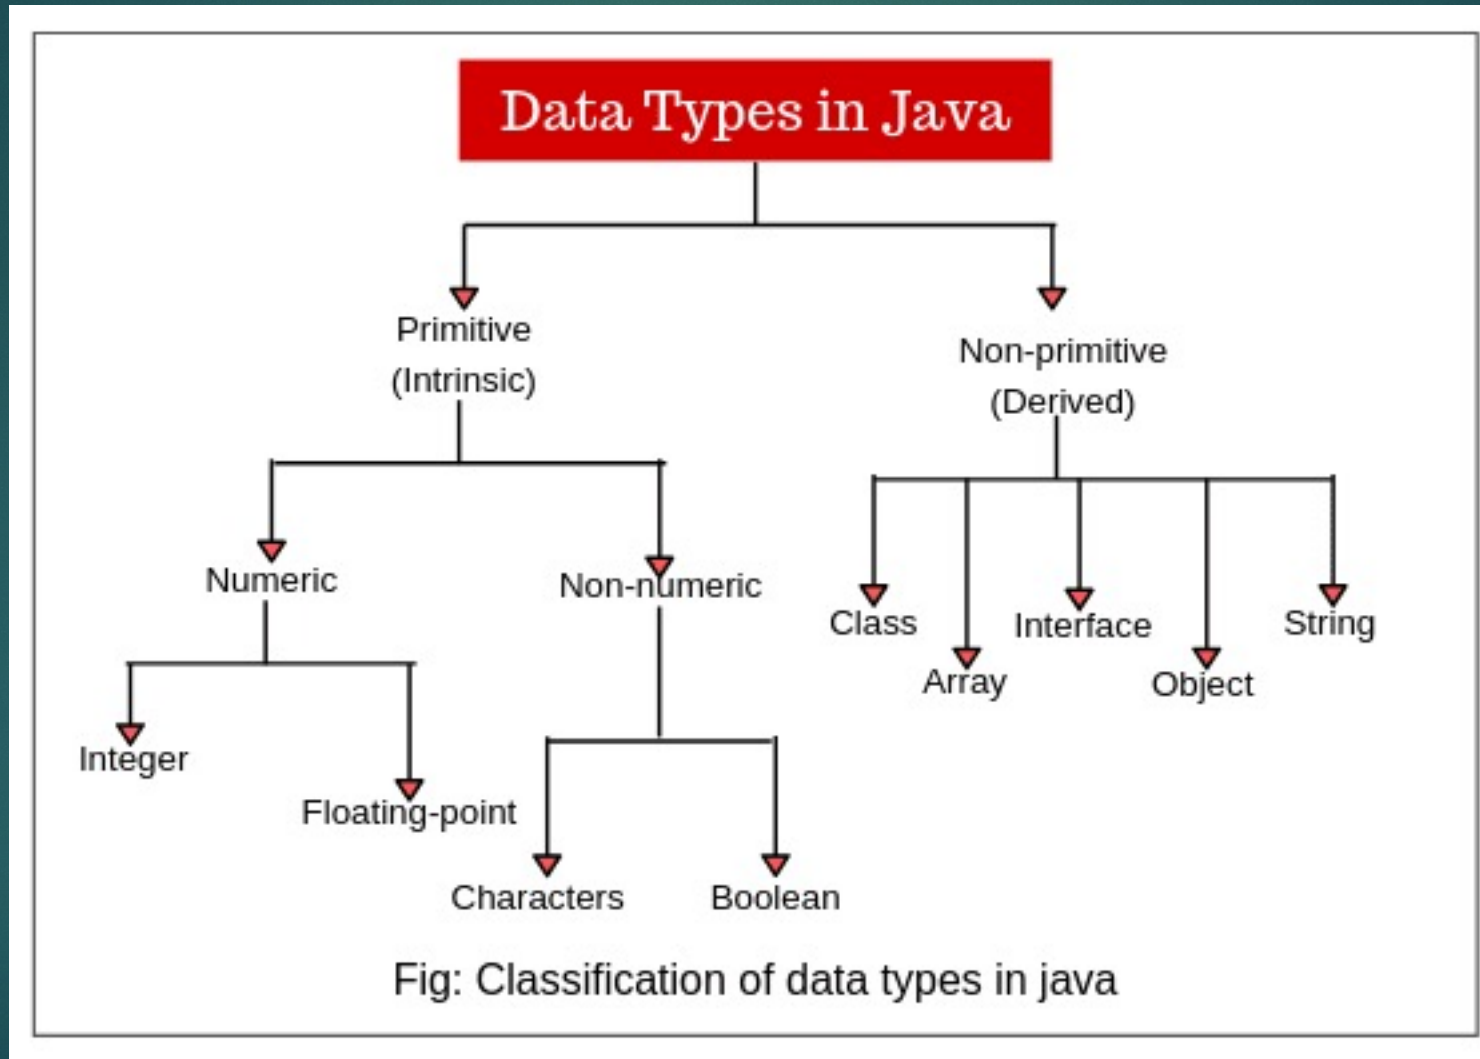 Data Types in Java
Primitive
(Intrinsic)
Non-primitive
(Derived)
Numeric
Non-numeric
Class
Array
Interface
Object
String
Integer
Floating-point
Characters
Boolean
Fig: Classification of data types in java